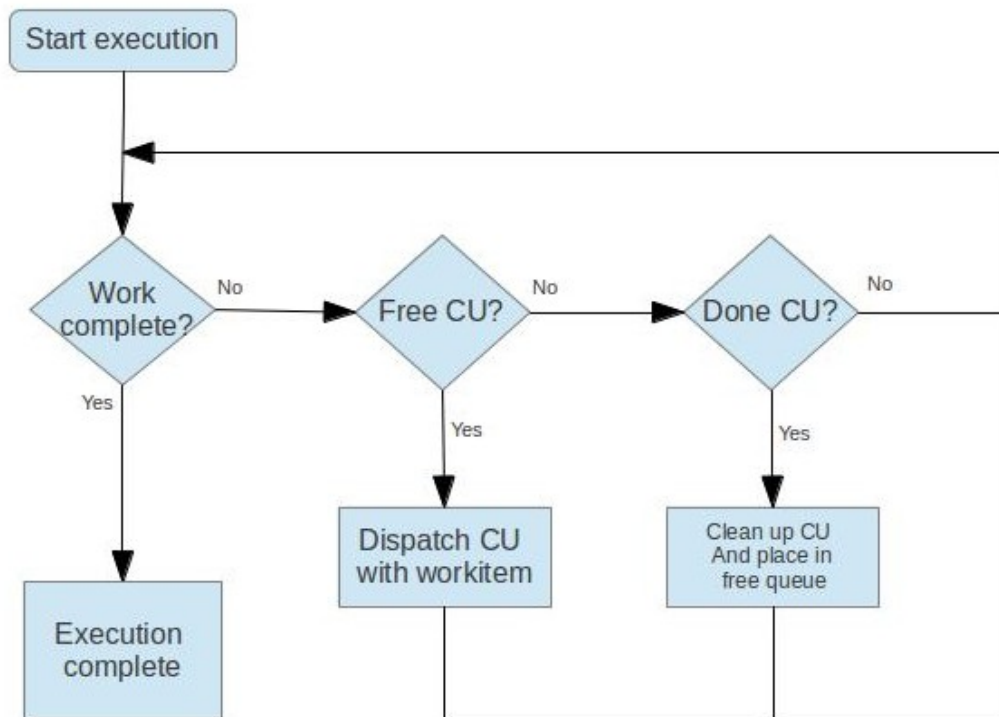 Start execution
Work
complete?
No
Free CU?
No
Done CU?
No
Yes
Yes
Yes
Dispatch CU
with workitem
Clean up CU
And place in
free queue
Execution
complete